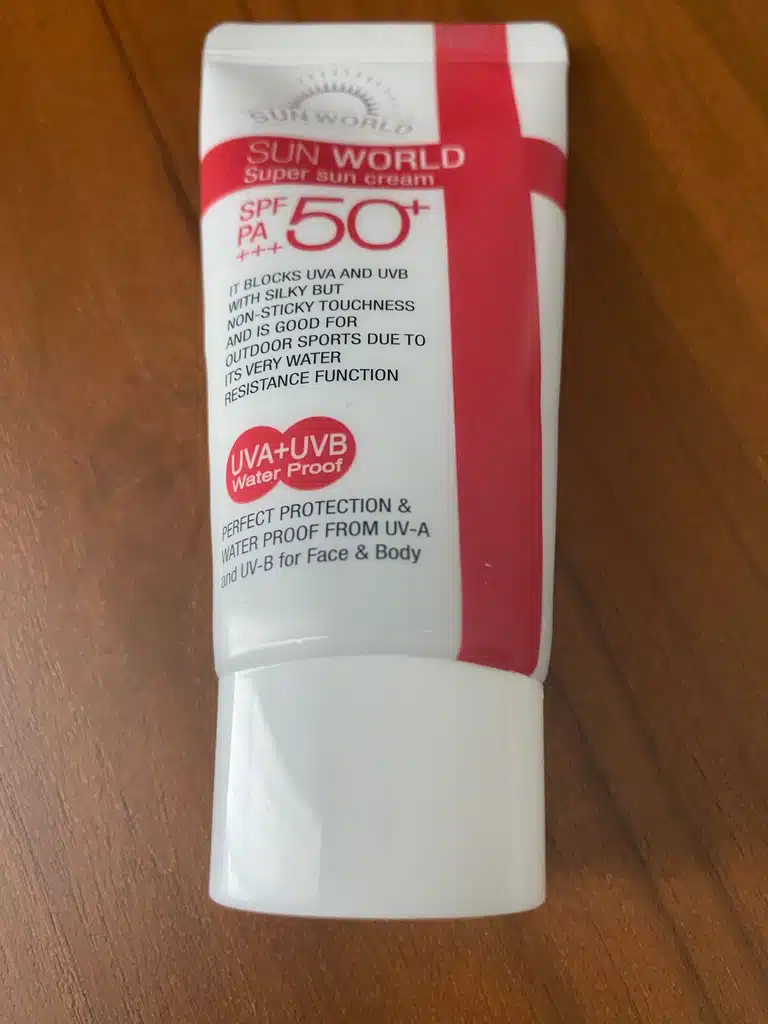 SUN WORLD
SUN WORLD
Super sun cream
SPF 50+
PA
+++
IT BLOCKS UVA AND UVB
WITH SILKY BUT
NON-STICKY TOUCHNESS
AND IS GOOD FOR
OUTDOOR SPORTS DUE TO
ITS VERY WATER
RESISTANCE FUNCTION
UVA+UVB
Water Proof
PERFECT PROTECTION &
WATER PROOF FROM UV-A
and UV-B for Face & Body